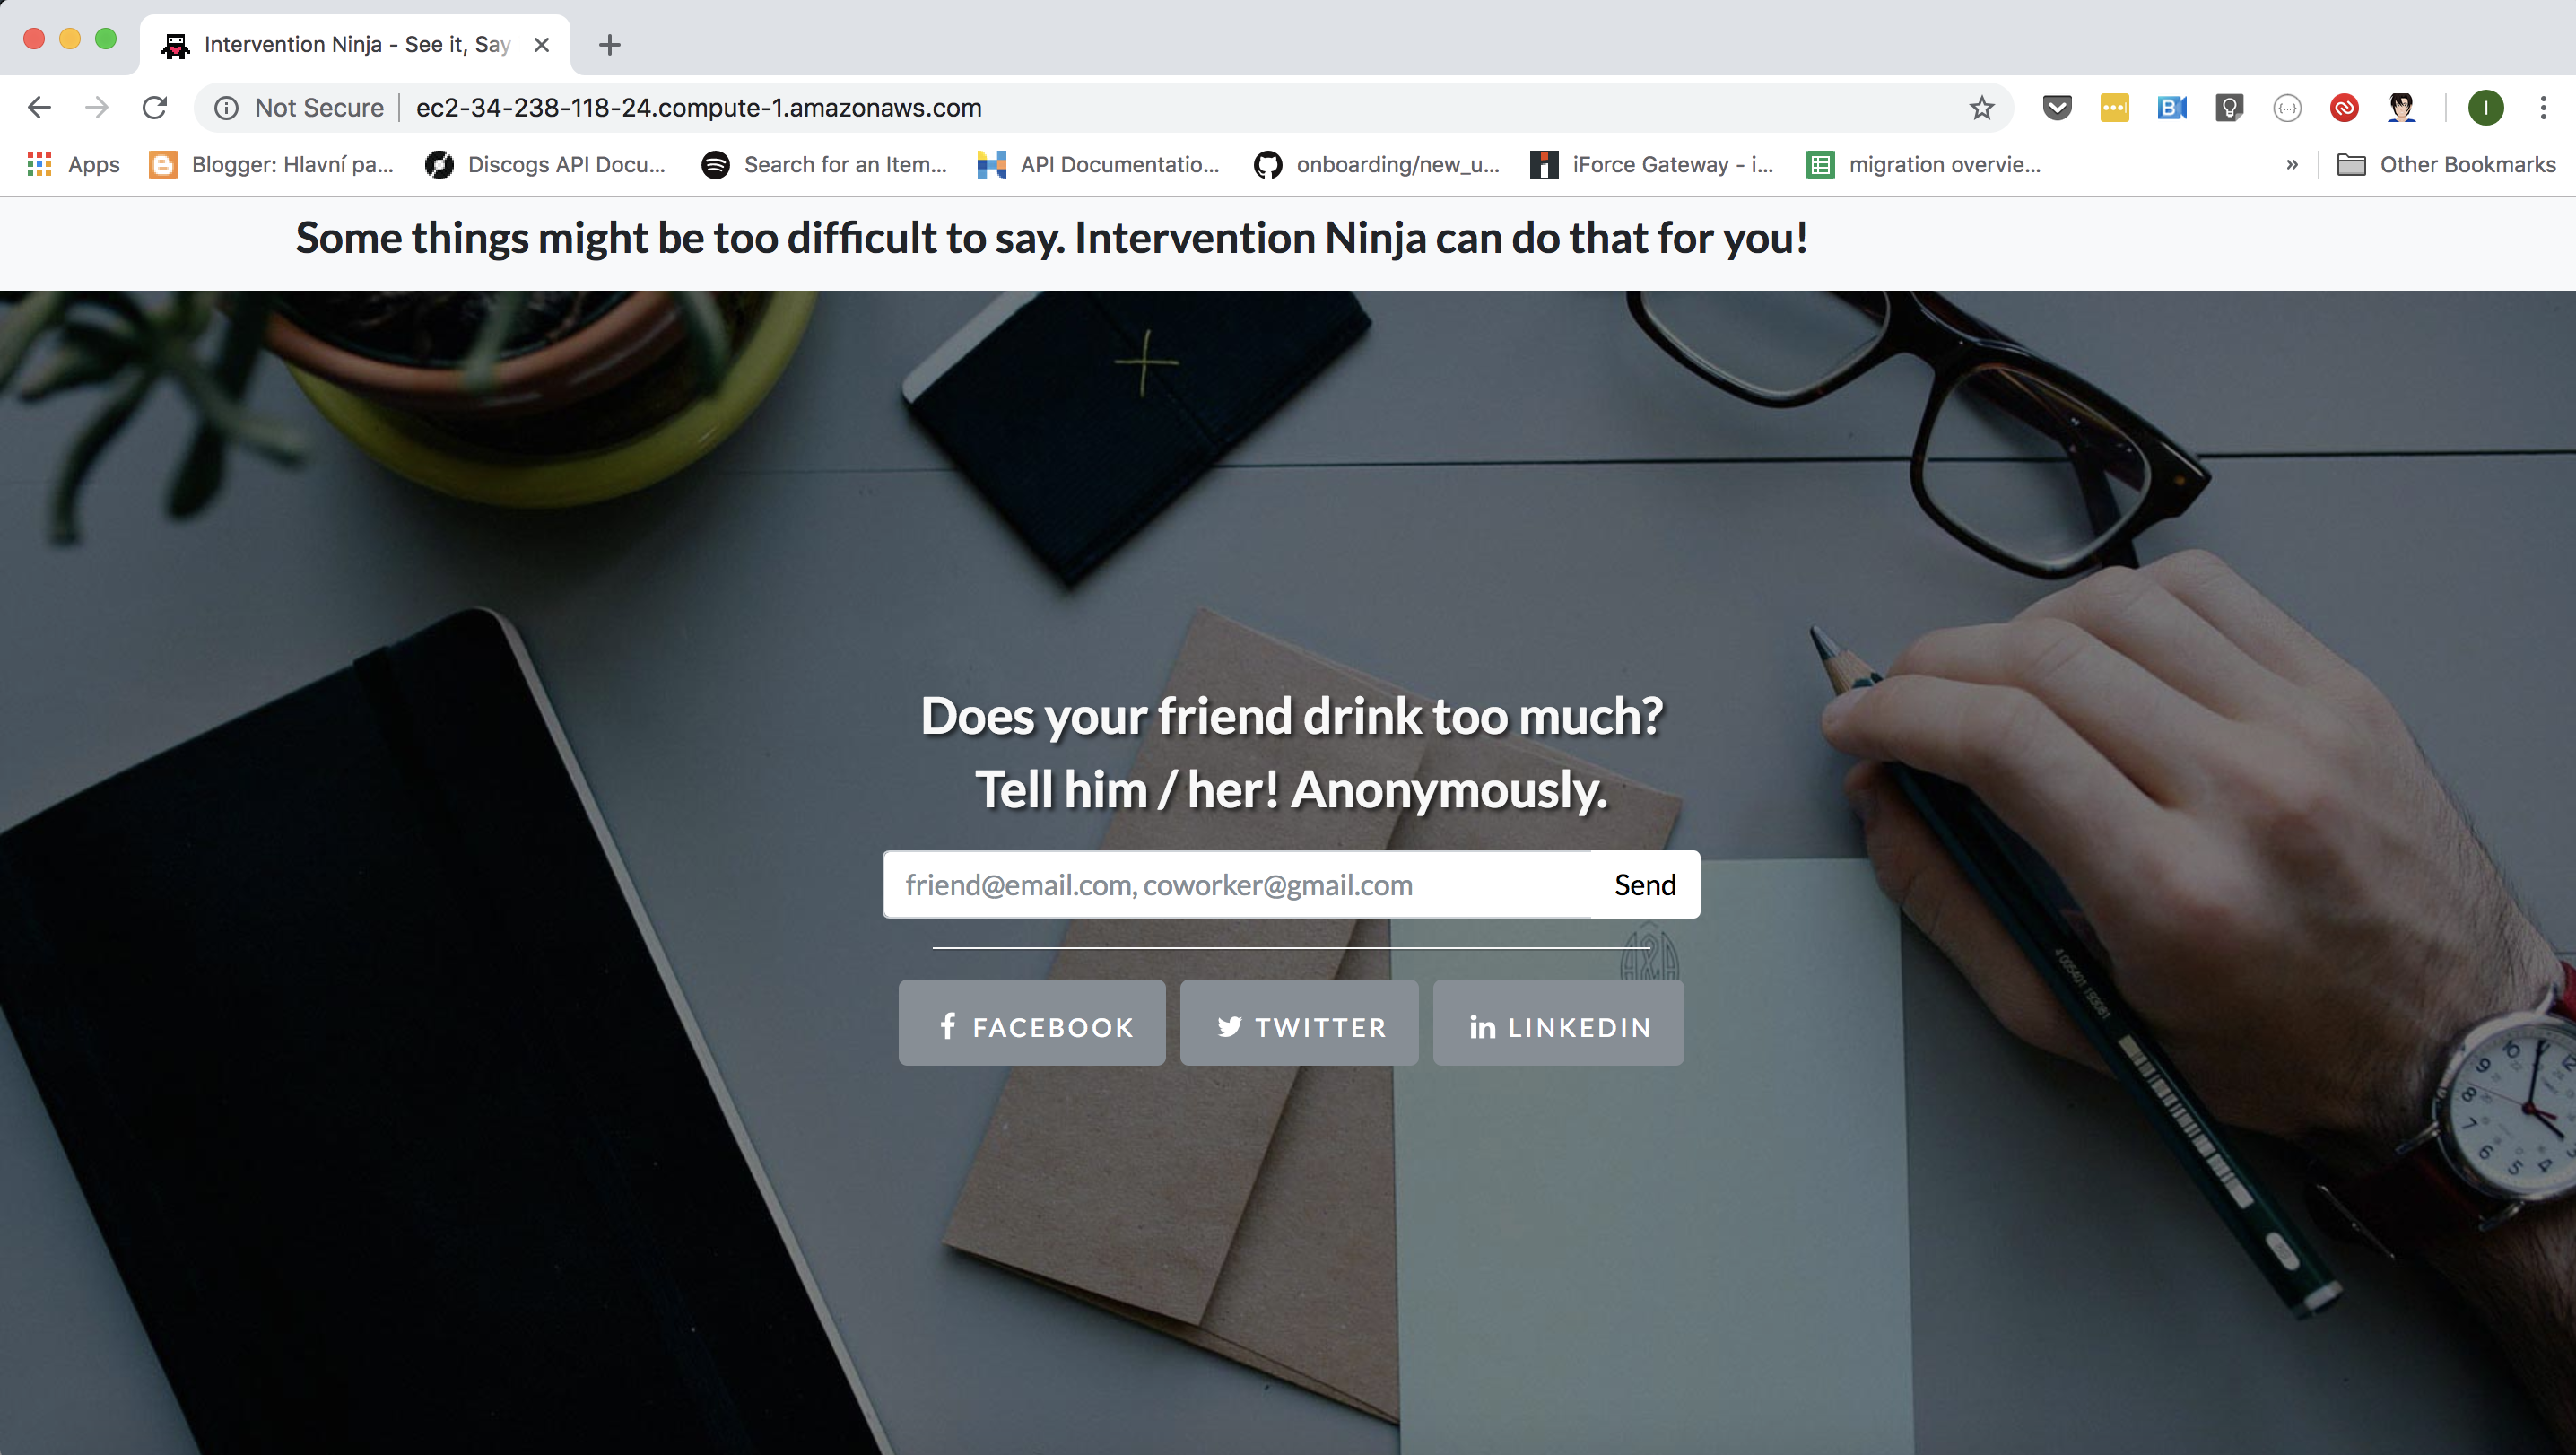 Intervention Ninja - See it, Say
Not Secure
ec2-34-238-118-24.compute-1.amazonaws.com
I
Apps
Blogger: Hlavní pa...
Discogs API Docu...
Search for an Item...
API Documentatio...
onboarding/new_u...
iForce Gateway - i...
migration overvie...
»
Other Bookmarks
Some things might be too difficult to say. Intervention Ninja can do that for you!
Does your friend drink too much?
Tell him / her! Anonymously.
friend@email.com, coworker@gmail.com
Send
A&A
FACEBOOK
TWITTER
LINKEDIN
4 005401 190081